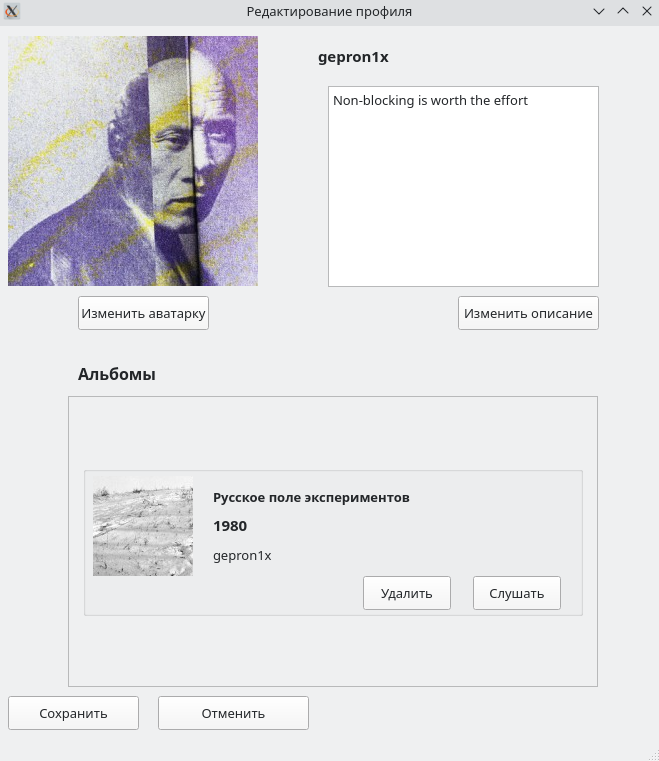 Редактирование профиля
gepron1x
Non-blocking is worth the effort
Изменить аватарку
Изменить описание
Альбомы
Русское поле экспериментов
1980
gepron1x
Удалить
Слушать
Сохранить
Отменить